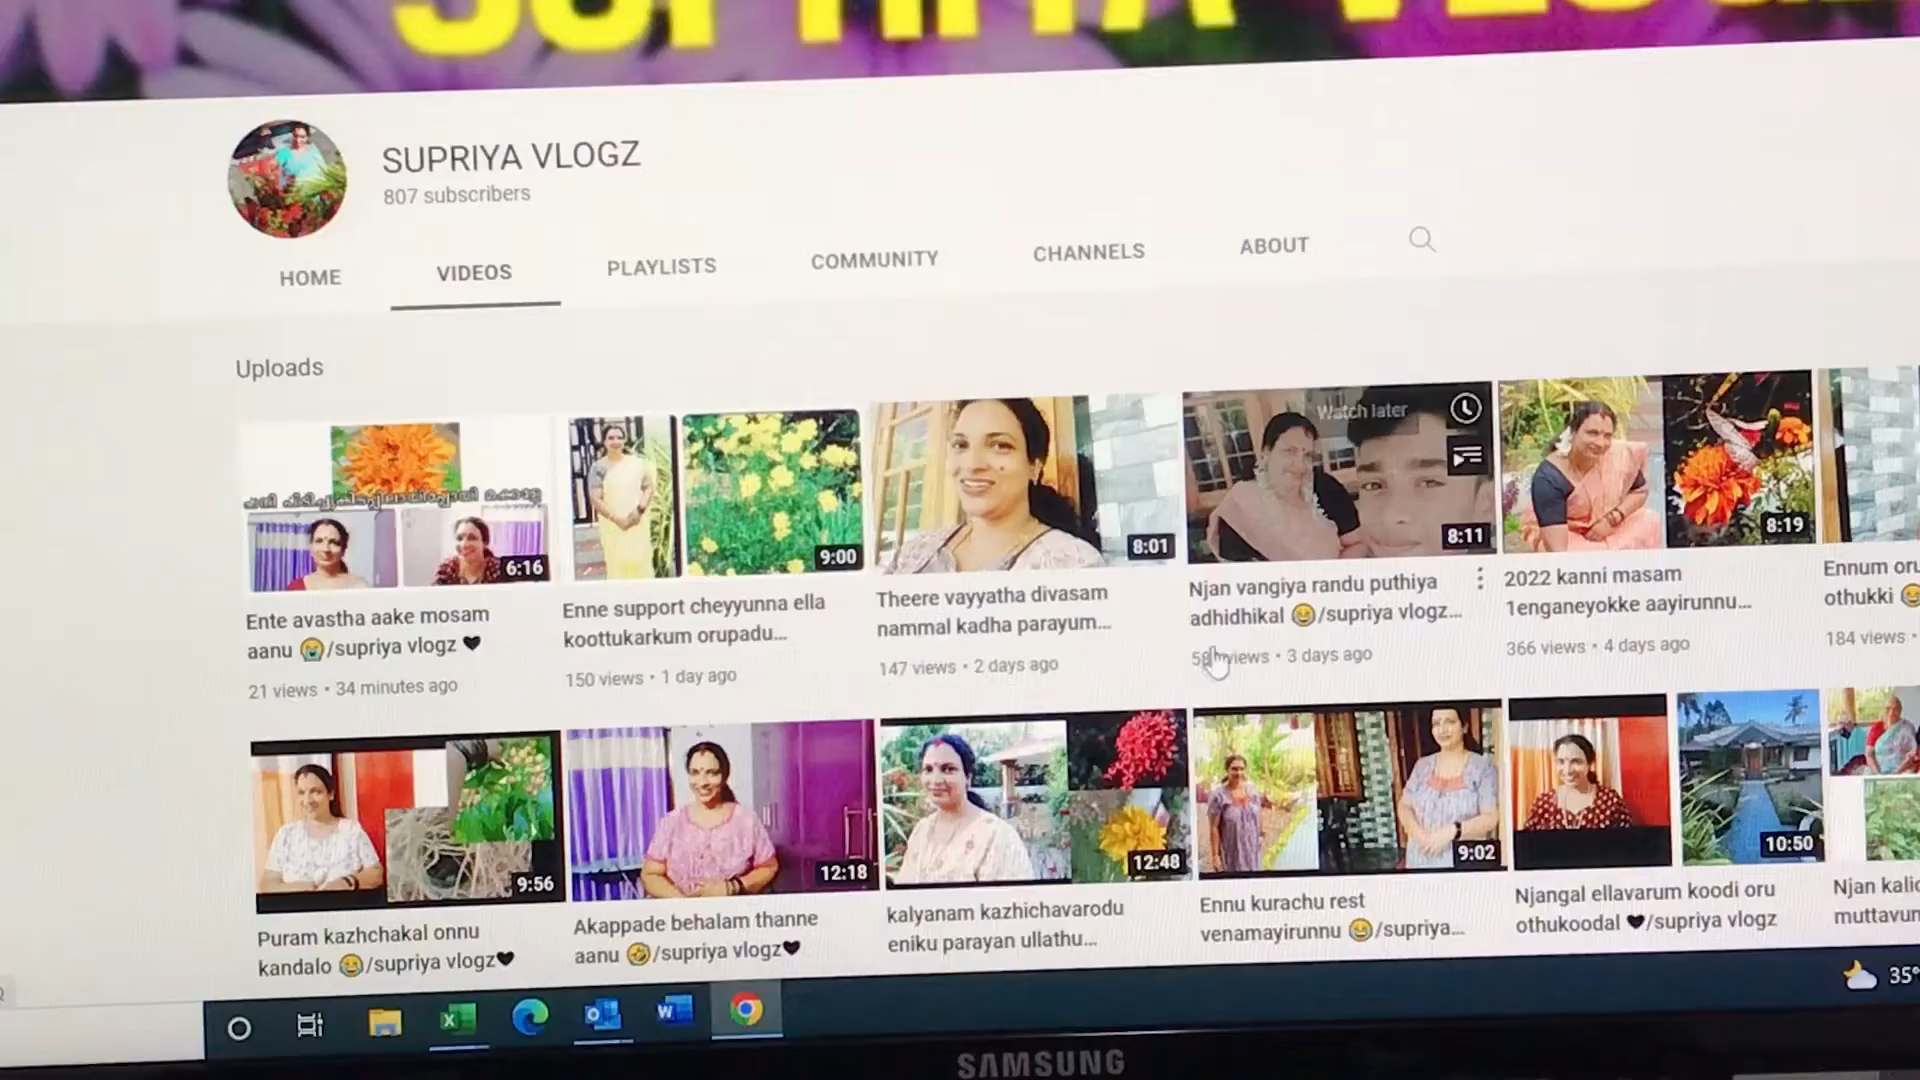 SUPRIYA VLOGZ
SUPRIYA VLOGZ
807 subscribers
HOME
VIDEOS
PLAYLISTS
COMMUNITY
CHANNELS
ABOUT
Uploads
6:16
9:00
8:01
Watch later
8:11
8:19
Ente avastha aake mosam
aanu 😭/supriya vlogz 🖤
21 views • 34 minutes ago
Enne support cheyyunna ella
koottukarkum orupadu...
150 views • 1 day ago
Theere vayyatha divasam
nammal kadha parayum...
147 views • 2 days ago
Njan vangiya randu puthiya
adhidhikal 😂/supriya vlogz...
views • 3 days ago
2022 kanni masam
1enganeyokke aayirunnu...
366 views • 4 days ago
Ennum oru
othukki 😂
184 views •
9:56
12:18
12:48
9:02
10:50
Puram kazhchakal onnu
kandalo 😂/supriya vlogz🖤
Akappade behalam thanne
aanu 🤣/supriya vlogz🖤
kalyanam kazhichavarodu
eniku parayan ullathu...
Ennu kurachu rest
venamayirunnu 😂/supriya...
Njangal ellavarum koodi oru
othukoodal 🖤/supriya vlogz
Njan
35°
SAMSUNG